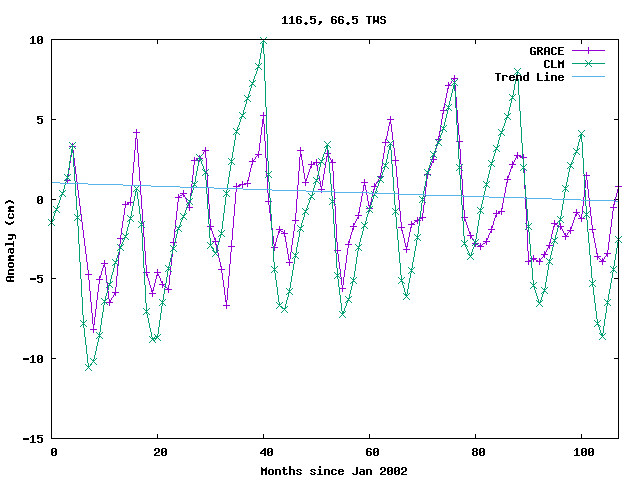 116.5, 66.5 TWS
GRACE
CLM
Trend Line
10
5
0
-5
-10
-15
Anomaly (cm)
0 20 40 60 80 100
Months since Jan 2002